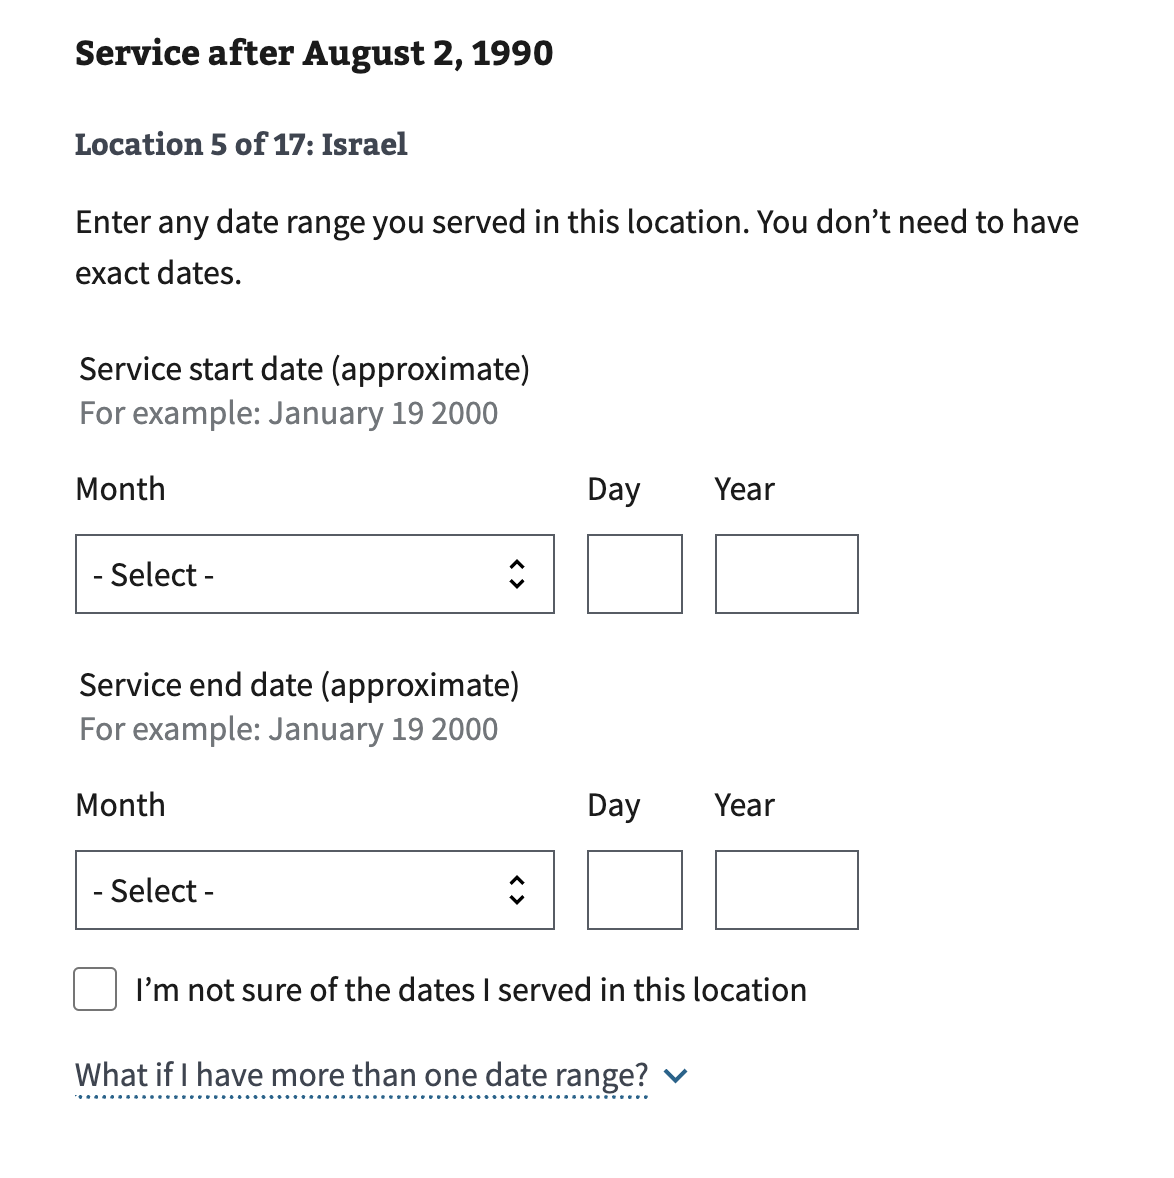 Service after August 2, 1990
Location 5 of 17: Israel
Enter any date range you served in this location. You don’t need to have
exact dates.
Service start date (approximate)
For example: January 19 2000
Month Day Year
- Select -
Service end date (approximate)
For example: January 19 2000
Month Day Year
- Select -
I’m not sure of the dates I served in this location
What if I have more than one date range?